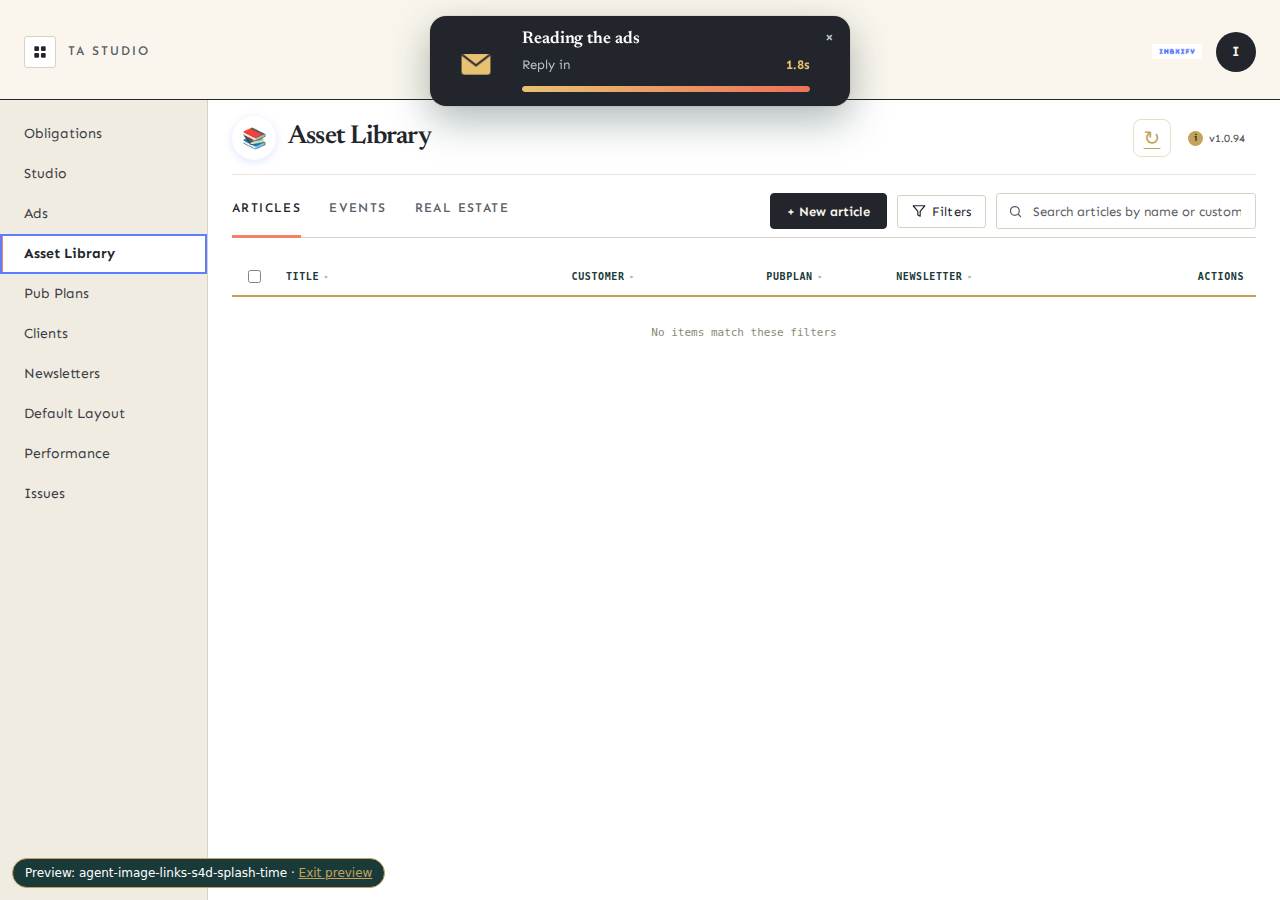 TA STUDIO
Reading the ads
×
Reply in
1.8s
INBXIFY
I
Obligations
Studio
Ads
Asset Library
Pub Plans
Clients
Newsletters
Default Layout
Performance
Issues
Asset Library
v1.0.94
ARTICLES
EVENTS
REAL ESTATE
+ New article
Filters
Search articles by name or custom
TITLE
CUSTOMER
PUBPLAN
NEWSLETTER
ACTIONS
No items match these filters
Preview: agent-image-links-s4d-splash-time · Exit preview